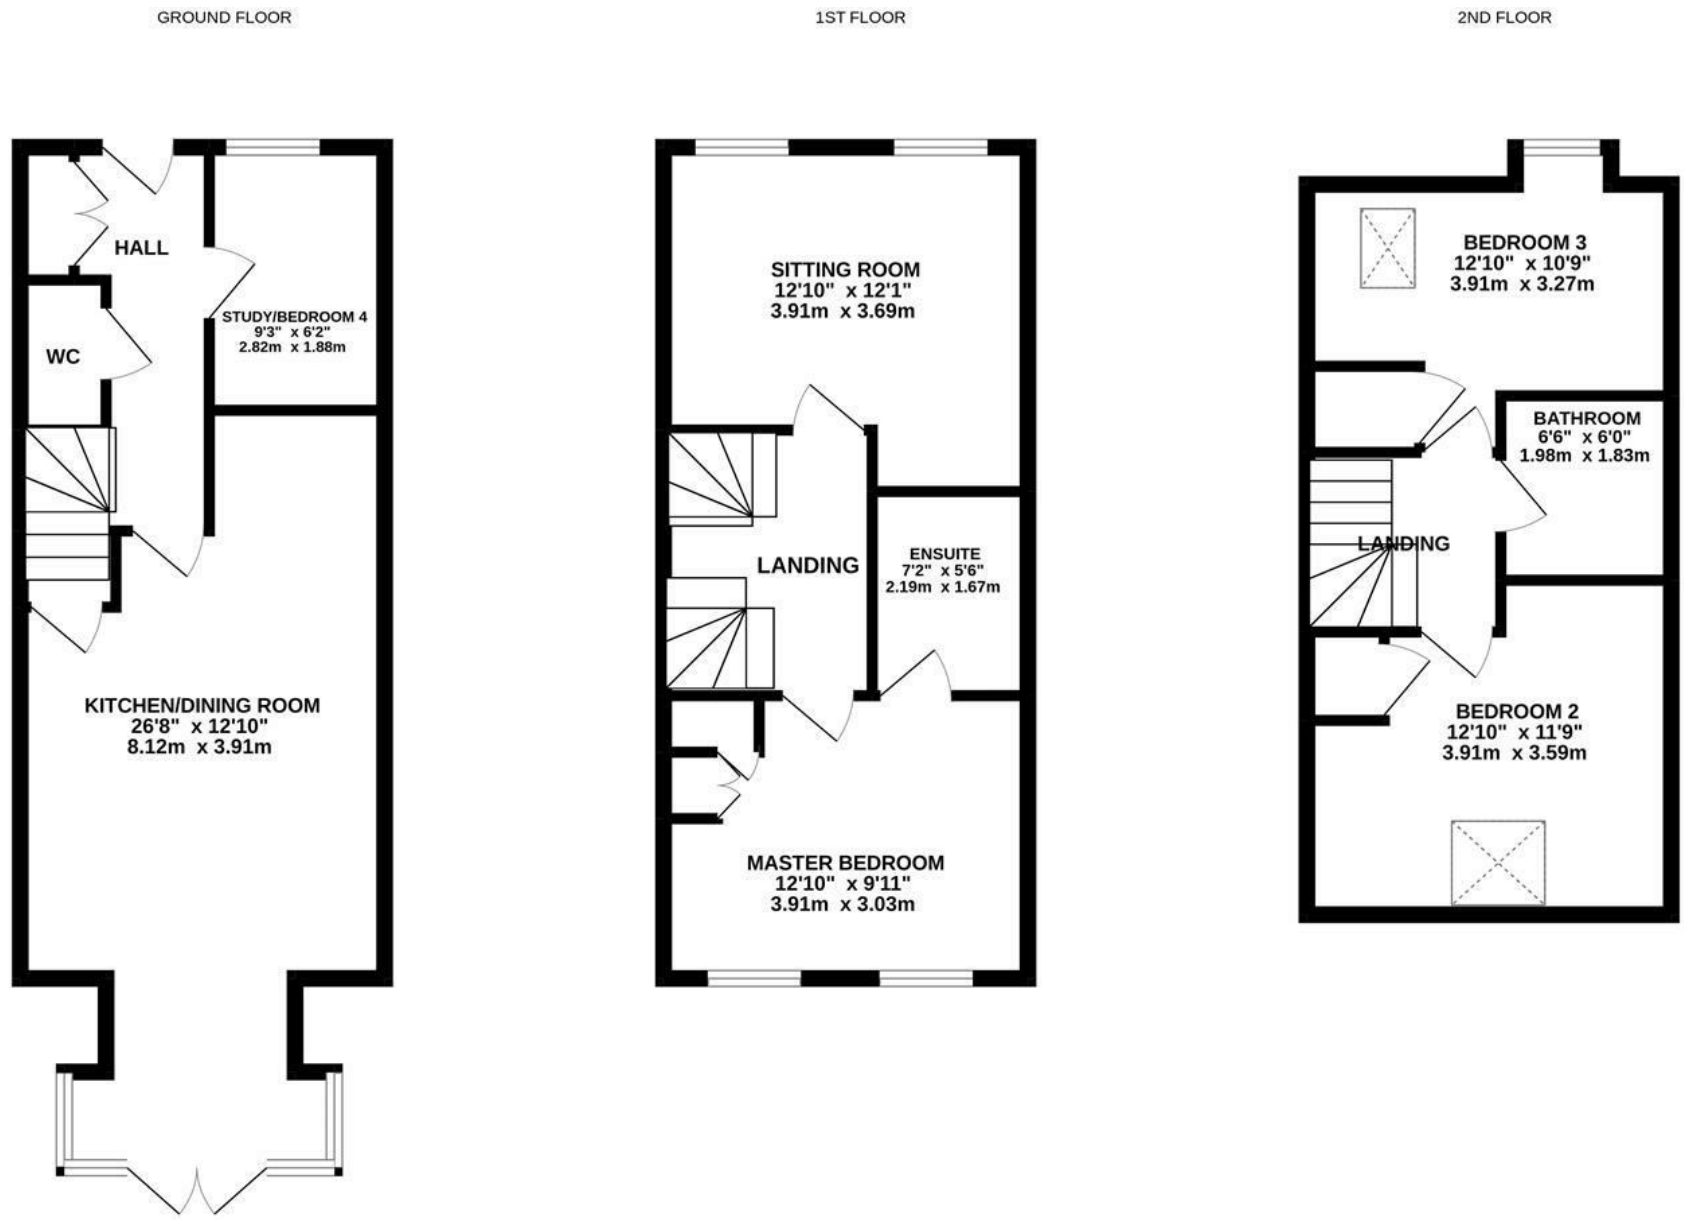 GROUND FLOOR
HALL
STUDY/BEDROOM 4
9'3" x 6'2"
2.82m x 1.88m
WC
KITCHEN/DINING ROOM
26'8" x 12'10"
8.12m x 3.91m
1ST FLOOR
SITTING ROOM
12'10" x 12'1"
3.91m x 3.69m
LANDING
ENSUITE
7'2" x 5'6"
2.19m x 1.67m
MASTER BEDROOM
12'10" x 9'11"
3.91m x 3.03m
2ND FLOOR
BEDROOM 3
12'10" x 10'9"
3.91m x 3.27m
BATHROOM
6'6" x 6'0"
1.98m x 1.83m
LANDING
BEDROOM 2
12'10" x 11'9"
3.91m x 3.59m